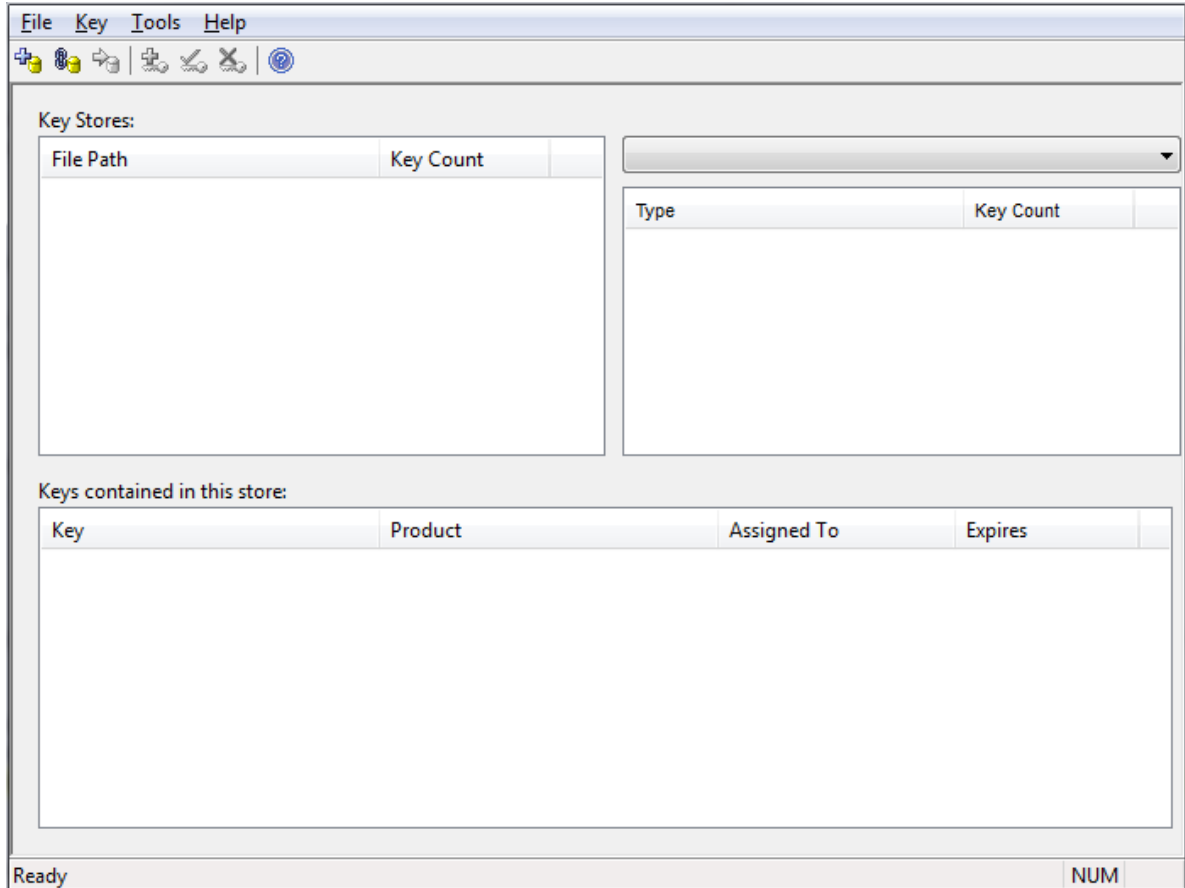 File Key Tools Help
Key Stores:
File Path Key Count
Type Key Count
Keys contained in this store:
Key Product Assigned To Expires
Ready NUM